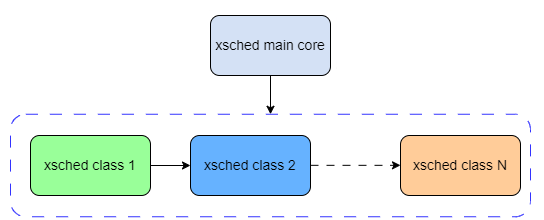 xsched main core
xsched class 1
xsched class 2
xsched class N